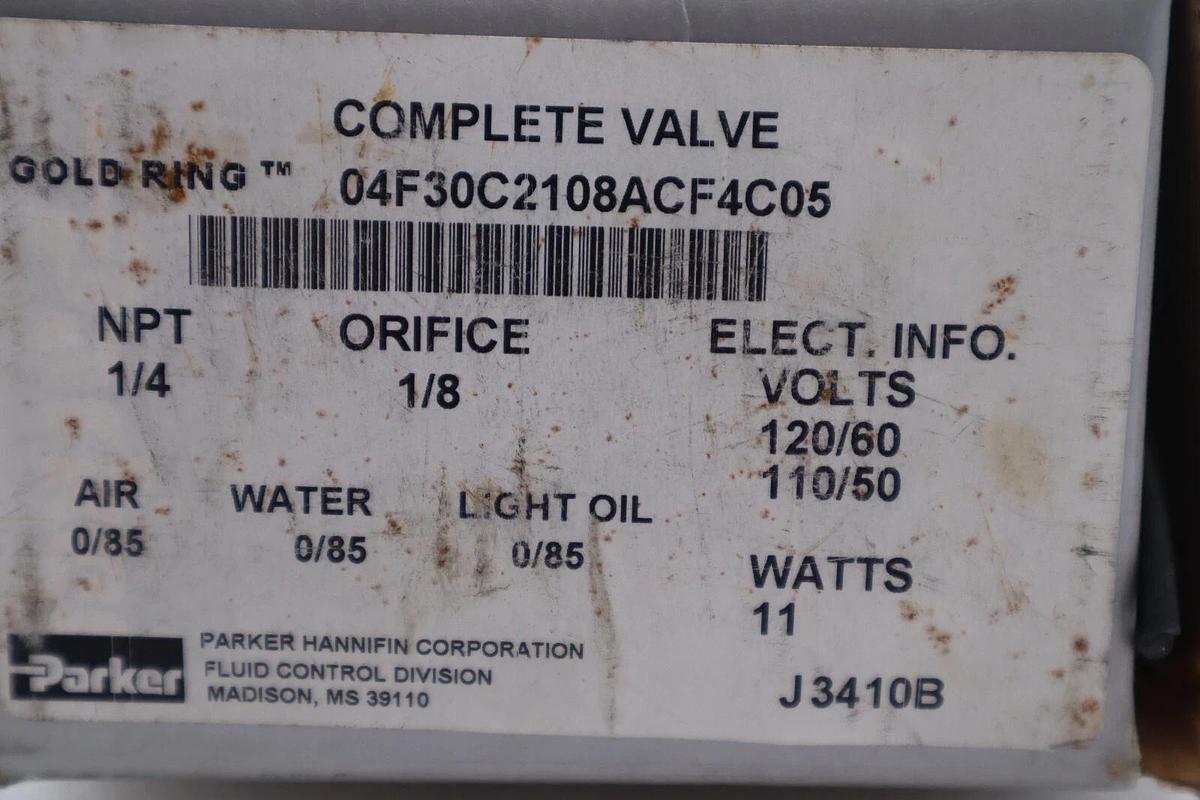 COMPLETE VALVE
GOLD RING ™ 04F30C2108ACF4C05
NPT ORIFICE ELECT. INFO.
1/4 1/8 VOLTS
120/60
110/50
AIR WATER LIGHT OIL
0/85 0/85 0/85
WATTS
11
Parker
PARKER HANNIFIN CORPORATION
FLUID CONTROL DIVISION
MADISON, MS 39110
J3410B